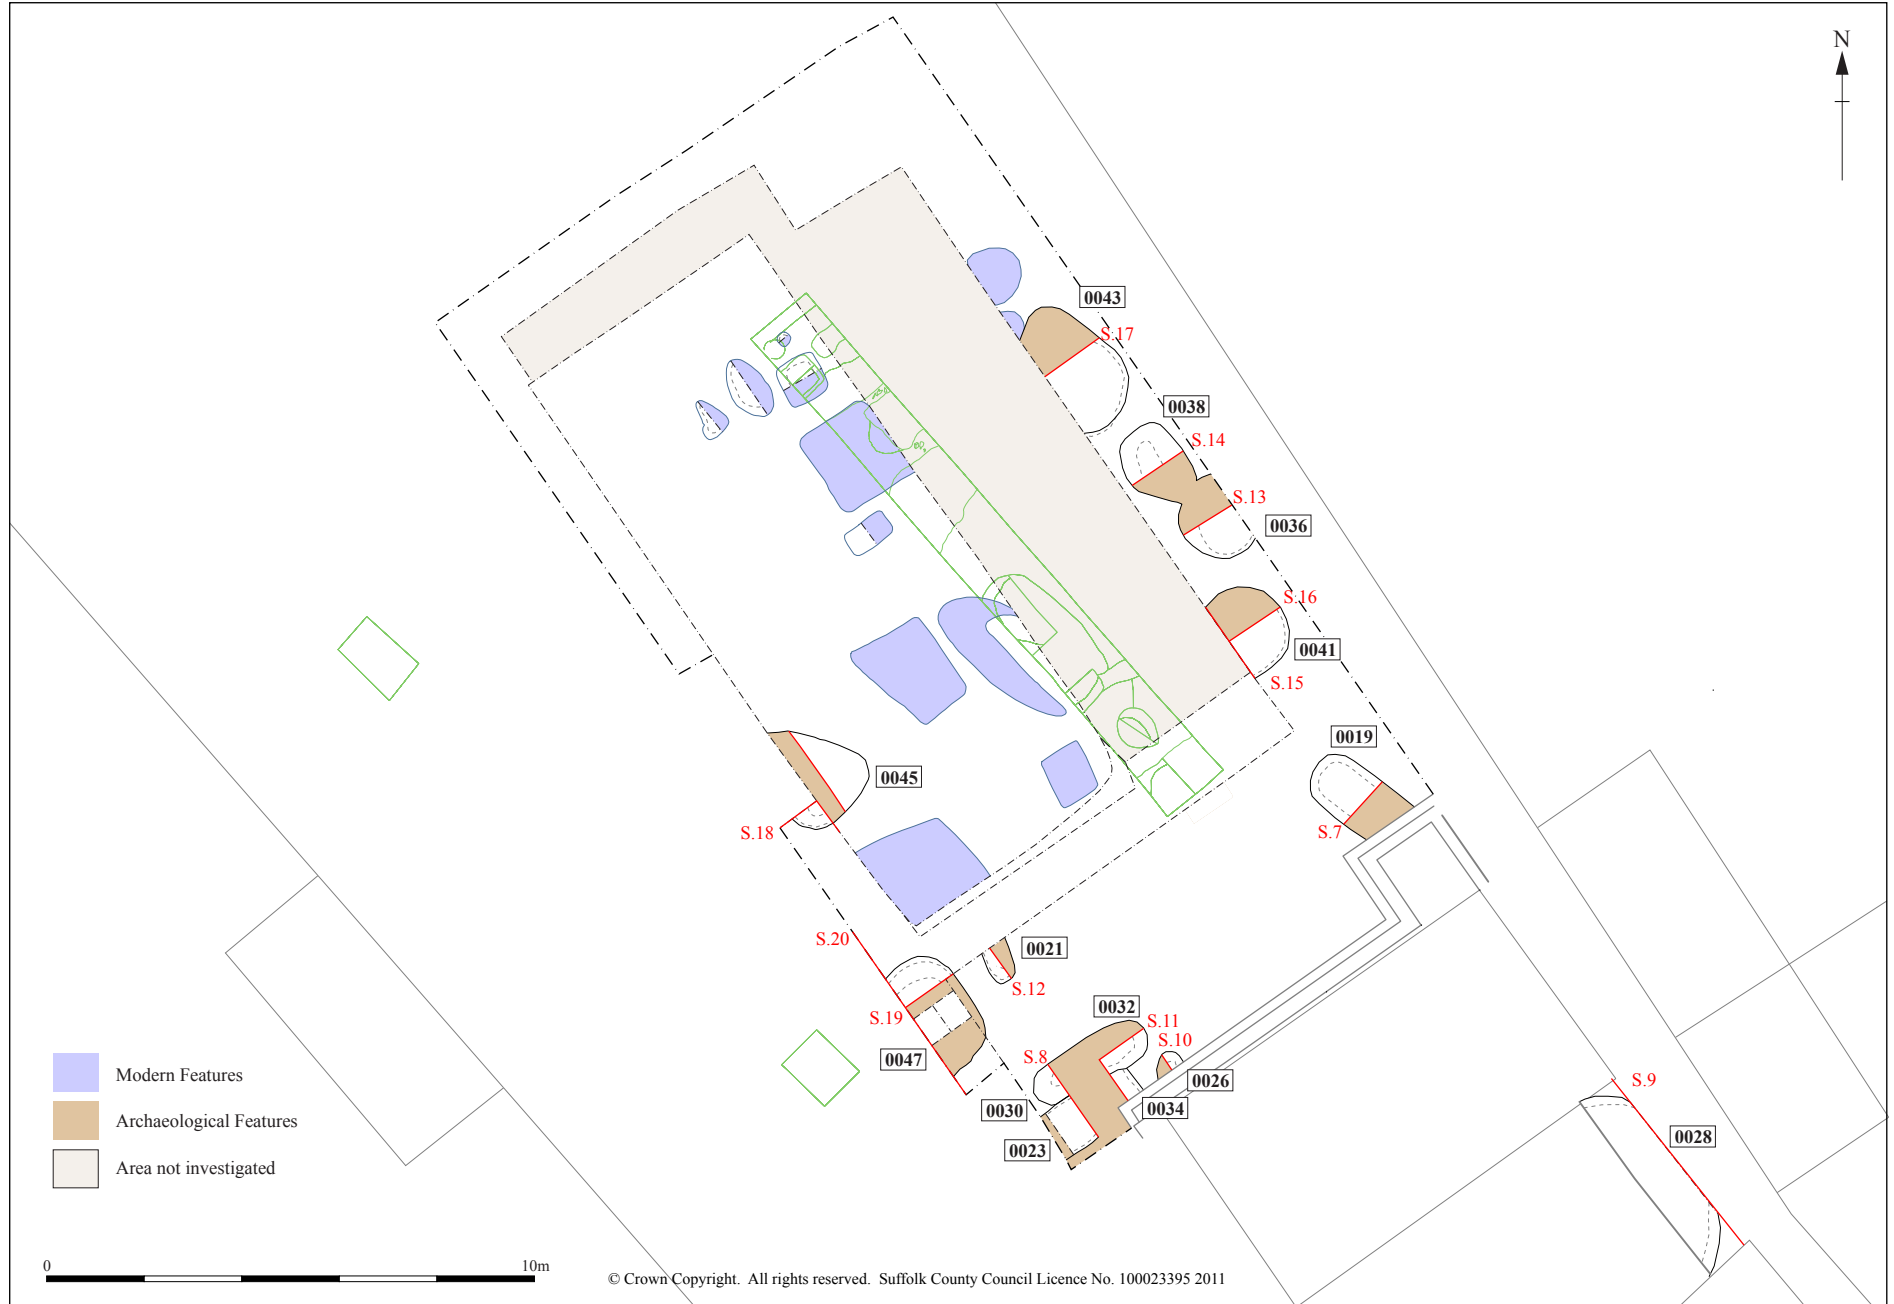 N
0043
S.17
0038
S.14
S.13
0036
S.16
0041
S.15
0019
S.7
0045
S.18
S.20
0021
S.12
S.19
0047
0032
S.11
S.10
S.8
0026
0030
0034
0023
S.9
0028
Modern Features
Archaeological Features
Area not investigated
0 10m
© Crown Copyright. All rights reserved. Suffolk County Council Licence No. 100023395 2011